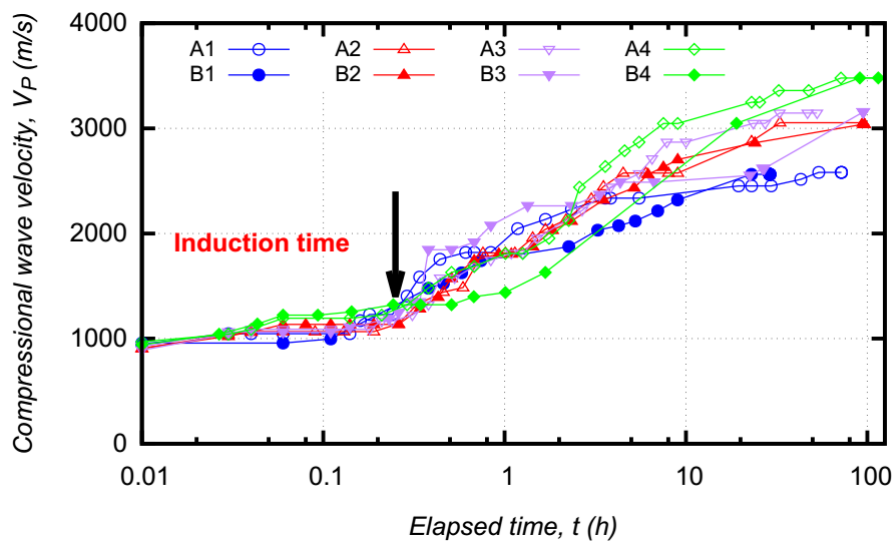 Compressional wave velocity, V_P (m/s)
4000
3000
2000
1000
0
A1 A2 A3 A4
B1 B2 B3 B4
Induction time
0.01 0.1 1 10 100
Elapsed time, t (h)